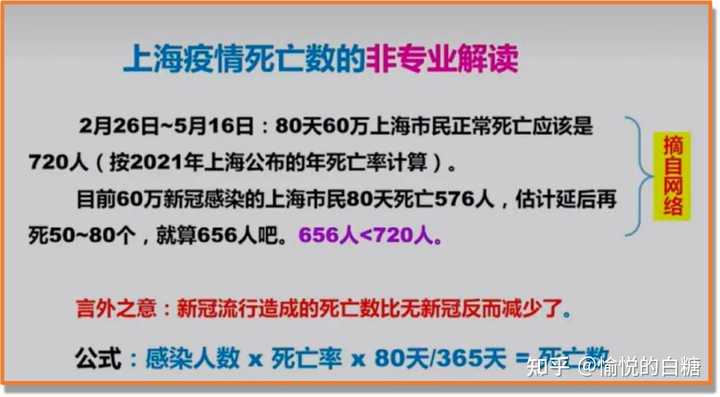 上海疫情死亡数的非专业解读
2月26日~5月16日：80天60万上海市民正常死亡应该是
720人（按2021年上海公布的年死亡率计算）。
目前60万新冠感染的上海市民80天死亡576人，估计延后再
死50~80个，就算656人吧。656人<720人。
摘自网络
言外之意：新冠流行造成的死亡数比无新冠反而减少了。
公式：感染人数 x 死亡率 x 80天/365天 = 死亡数
知乎 @愉悦的白糖